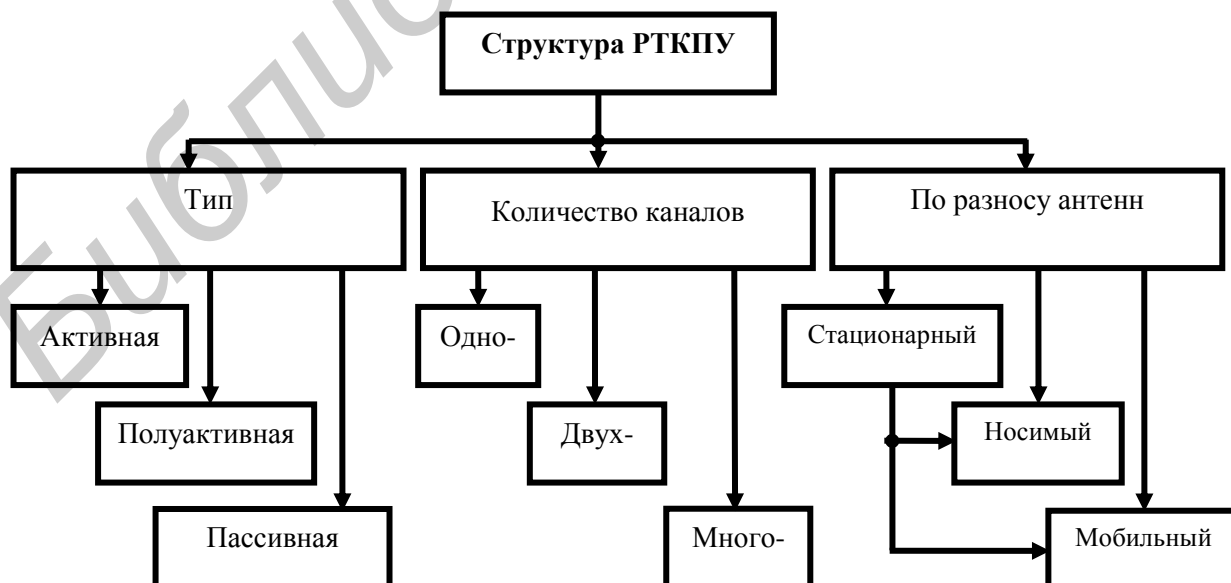 Структура РТКПУ
Тип
Количество каналов
По разносу антенн
Активная
Одно-
Стационарный
Полуактивная
Двух-
Носимый
Пассивная
Много-
Мобильный